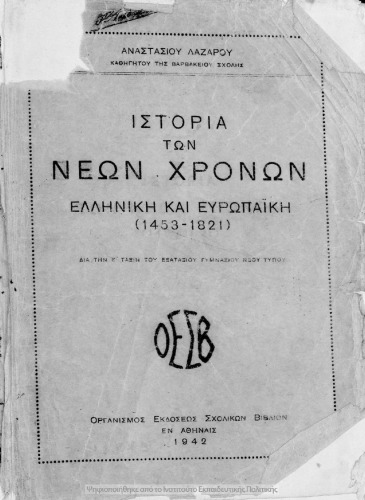 ΑΝΑΣΤΑΣΙΟΥ ΛΑΖΑΡΟΥ
ΚΑΘΗΓΗΤΟΥ ΤΗΣ ΒΑΡΒΑΚΕΙΟΥ ΣΧΟΛΗΣ
ΙΣΤΟΡΙΑ
ΤΩΝ
ΝΕΩΝ ΧΡΟΝΩΝ
ΕΛΛΗΝΙΚΗ ΚΑΙ ΕΥΡΩΠΑΪΚΗ
(1453-1821)
ΔΙΑ ΤΗΝ ΤΑΞΙΝ ΤΟΥ ΕΞΑΤΑΞΙΟΥ ΓΥΜΝΑΣΙΟΥ ΝΕΟΥ ΤΥΠΟΥ
ΟΕΣΒ
ΟΡΓΑΝΙΣΜΟΣ ΕΚΔΟΣΕΩΣ ΣΧΟΛΙΚΩΝ ΒΙΒΛΙΩΝ
ΕΝ ΑΘΗΝΑΙΣ
1942
Ψηφιοποιήθηκε από το Ινστιτούτο Εκπαιδευτικής Πολιτικής